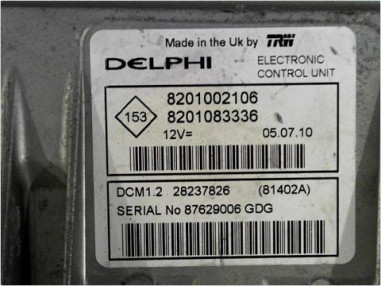 Made in the Uk by TRW
DELPHI
ELECTRONIC
CONTROL UNIT
153
8201002106
8201083336
12V= 05.07.10
DCM1.2 28237826 (81402A)
SERIAL No 87629006 GDG